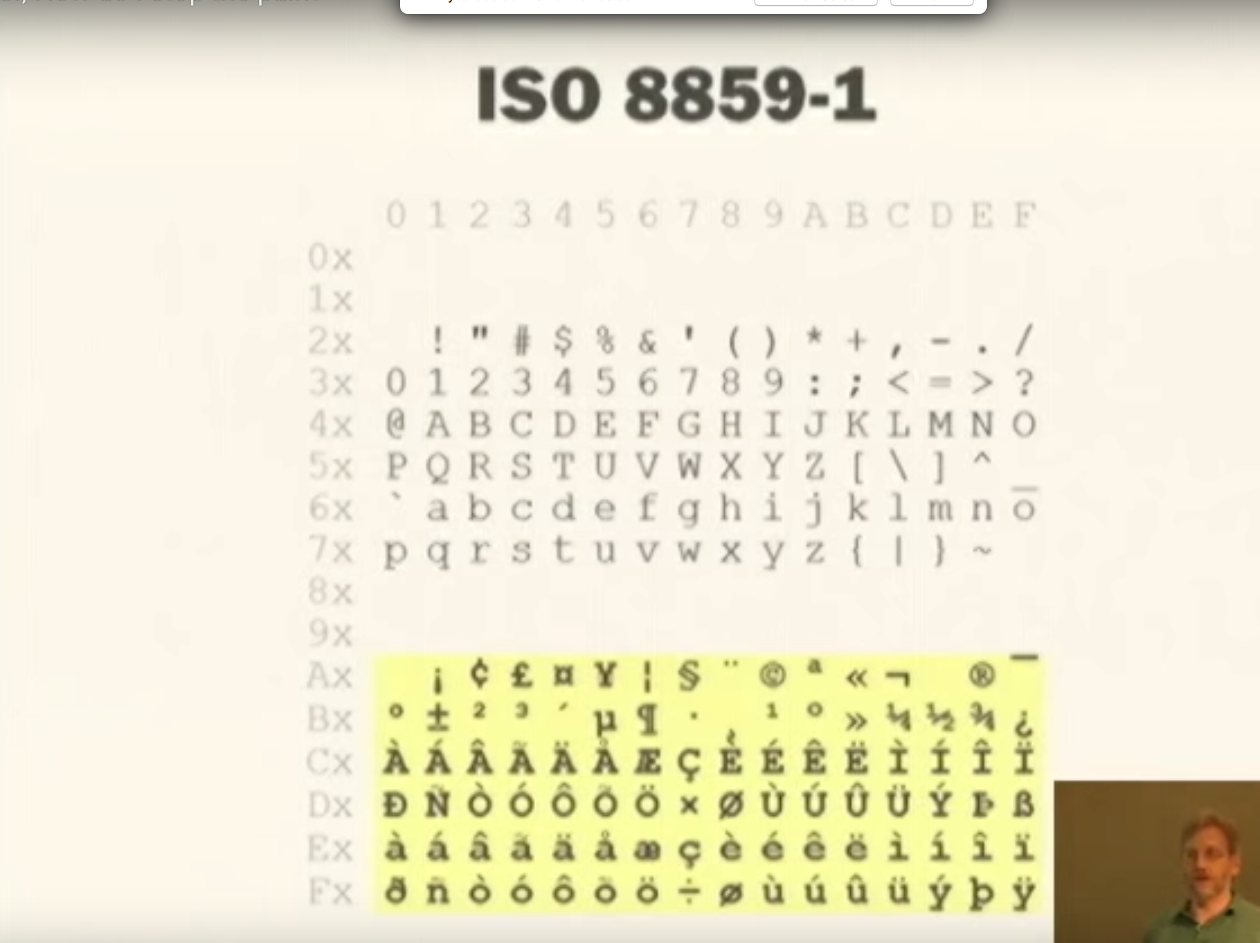 ISO 8859-1
0 1 2 3 4 5 6 7 8 9 A B C D E F
0x
1x
2x ! " # $ % & ' ( ) * + , - . /
3x 0 1 2 3 4 5 6 7 8 9 : ; < = > ?
4x @ A B C D E F G H I J K L M N O
5x P Q R S T U V W X Y Z [ \ ] ^ _
6x ` a b c d e f g h i j k l m n o
7x p q r s t u v w x y z { | } ~
8x
9x
Ax ¡ ¢ £ ¤ ¥ ¦ § ¨ © ª « ¬ ® ¯
Bx ° ± ² ³ ´ µ ¶ · ¸ ¹ º » ¼ ½ ¾ ¿
Cx À Á Â Ã Ä Å Æ Ç È É Ê Ë Ì Í Î Ï
Dx Ð Ñ Ò Ó Ô Õ Ö × Ø Ù Ú Û Ü Ý Þ ß
Ex à á â ã ä å æ ç è é ê ë ì í î ï
Fx ð ñ ò ó ô õ ö ÷ ø ù ú û ü ý þ ÿ